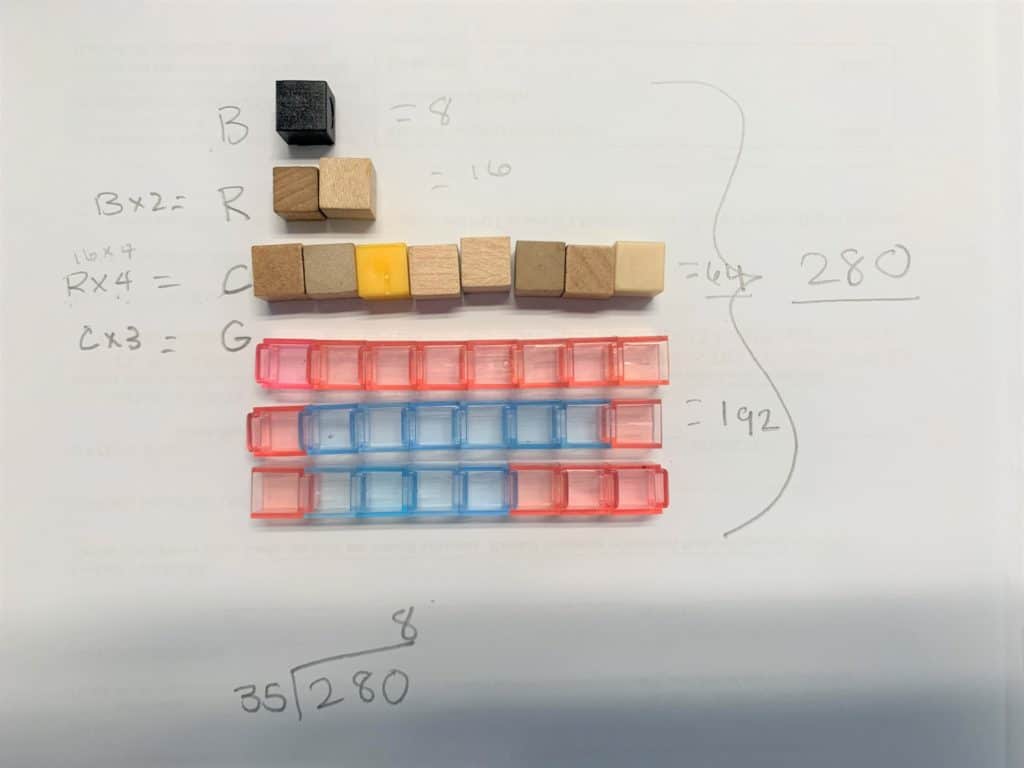 B = 8
B x 2 = R = 16
16 x 4
R x 4 = C = 64 280
C x 3 = G
= 192
8
35 280